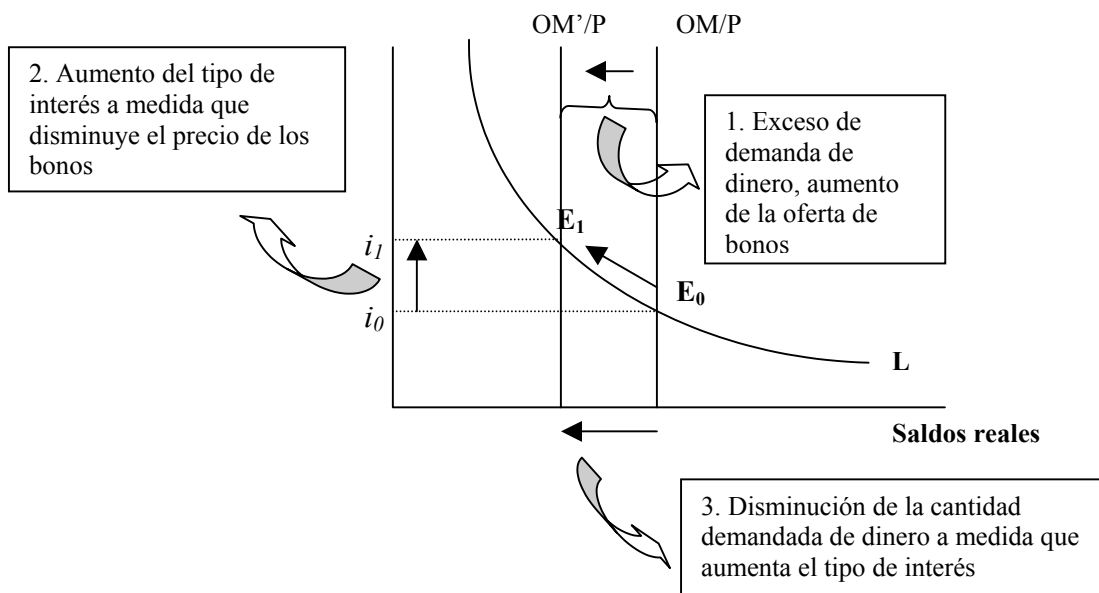 OM’/P
OM/P
2. Aumento del tipo de
interés a medida que
disminuye el precio de los
bonos
1. Exceso de
demanda de
dinero, aumento
de la oferta de
bonos
E₁
i₁
E₀
i₀
L
Saldos reales
3. Disminución de la cantidad
demandada de dinero a medida que
aumenta el tipo de interés